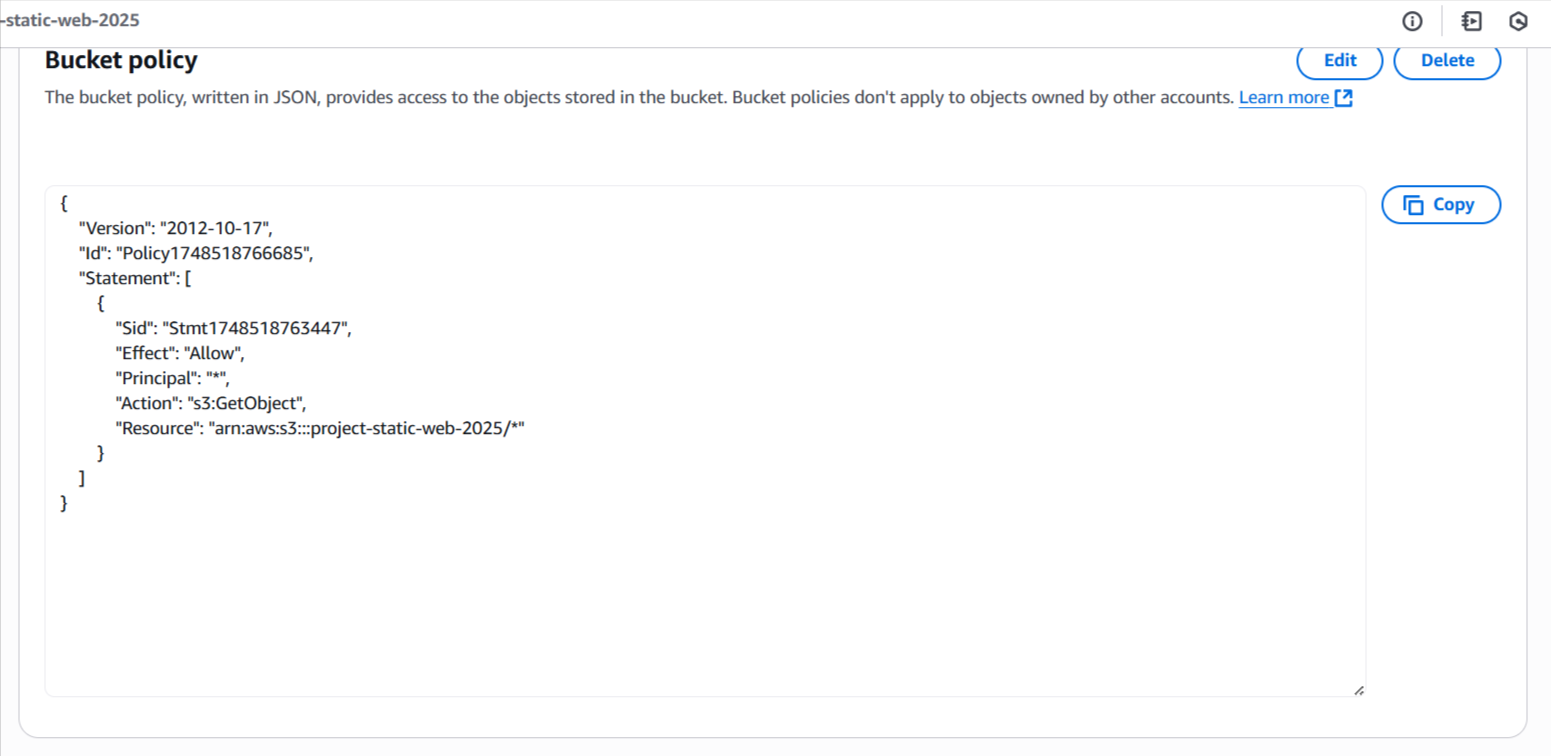 -static-web-2025
Bucket policy
Edit
Delete
The bucket policy, written in JSON, provides access to the objects stored in the bucket. Bucket policies don't apply to objects owned by other accounts. Learn more
Copy
{
    "Version": "2012-10-17",
    "Id": "Policy1748518766685",
    "Statement": [
        {
            "Sid": "Stmt1748518763447",
            "Effect": "Allow",
            "Principal": "*",
            "Action": "s3:GetObject",
            "Resource": "arn:aws:s3:::project-static-web-2025/*"
        }
    ]
}